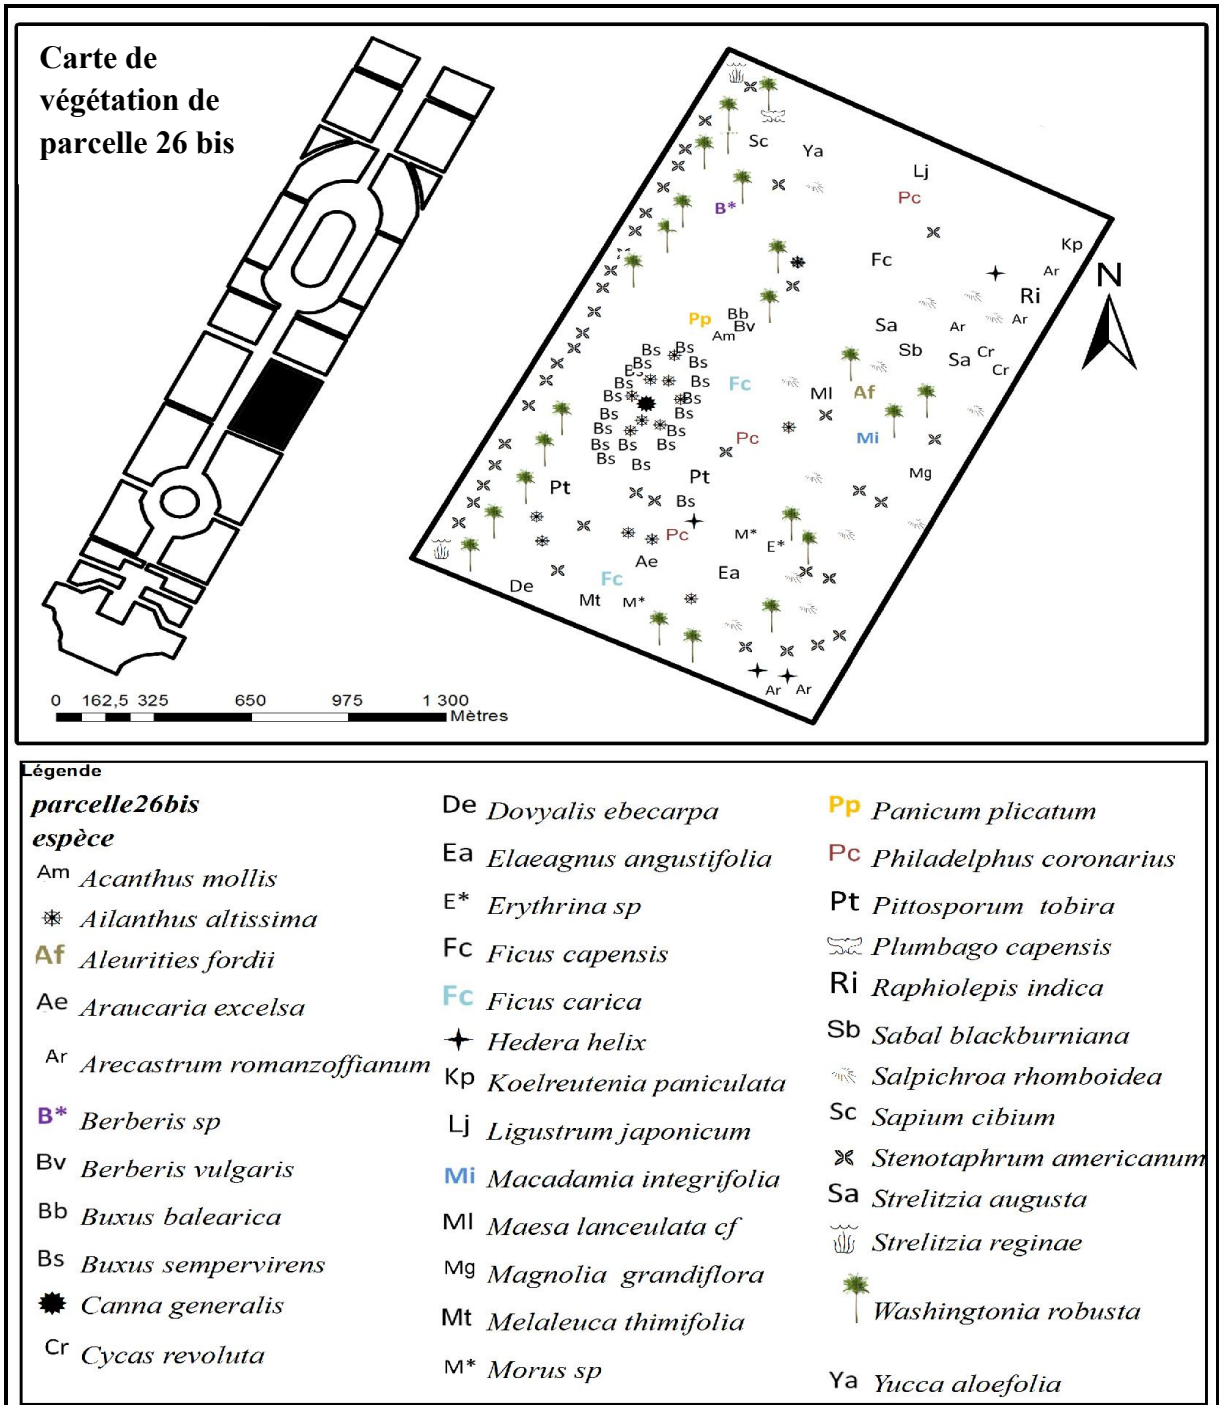 Carte de
végétation de
parcelle 26 bis
Sc
Ya
Lj
Pc
B*
Kp
Fc
Ar
Ri
Pp
Bb
Bv
Am
Sa
Ar
Ar
Bs
Bs
Bs
Bs
Bs
Bs
Bs
Sb
Sa
Cr
Cr
Fc
Ml
Af
Bs
Bs
Bs
Bs
Bs
Bs
Bs
Bs
Bs
Bs
Bs
Pc
Mi
Mg
Pt
Pt
Bs
Pc
M*
E*
Ae
Ea
Fc
De
Mt
M*
Ar
Ar
N
0 162,5 325 650 975 1 300
Mètres
Légende
parcelle26bis
espèce
Am Acanthus mollis
Ailanthus altissima
Af Aleurities fordii
Ae Araucaria excelsa
Ar Arecastrum romanzoffianum
B* Berberis sp
Bv Berberis vulgaris
Bb Buxus balearica
Bs Buxus sempervirens
Canna generalis
Cr Cycas revoluta
De Dovyalis ebecarpa
Ea Elaeagnus angustifolia
E* Erythrina sp
Fc Ficus capensis
Fc Ficus carica
Hedera helix
Kp Koelreutenia paniculata
Lj Ligustrum japonicum
Mi Macadamia integrifolia
Ml Maesa lanceulata cf
Mg Magnolia grandiflora
Mt Melaleuca thimifolia
M* Morus sp
Pp Panicum plicatum
Pc Philadelphus coronarius
Pt Pittosporum tobira
Plumbago capensis
Ri Raphiolepis indica
Sb Sabal blackburniana
Salpichroa rhomboidea
Sc Sapium cibium
Stenotaphrum americanum
Sa Strelitzia augusta
Strelitzia reginae
Washingtonia robusta
Ya Yucca aloefolia